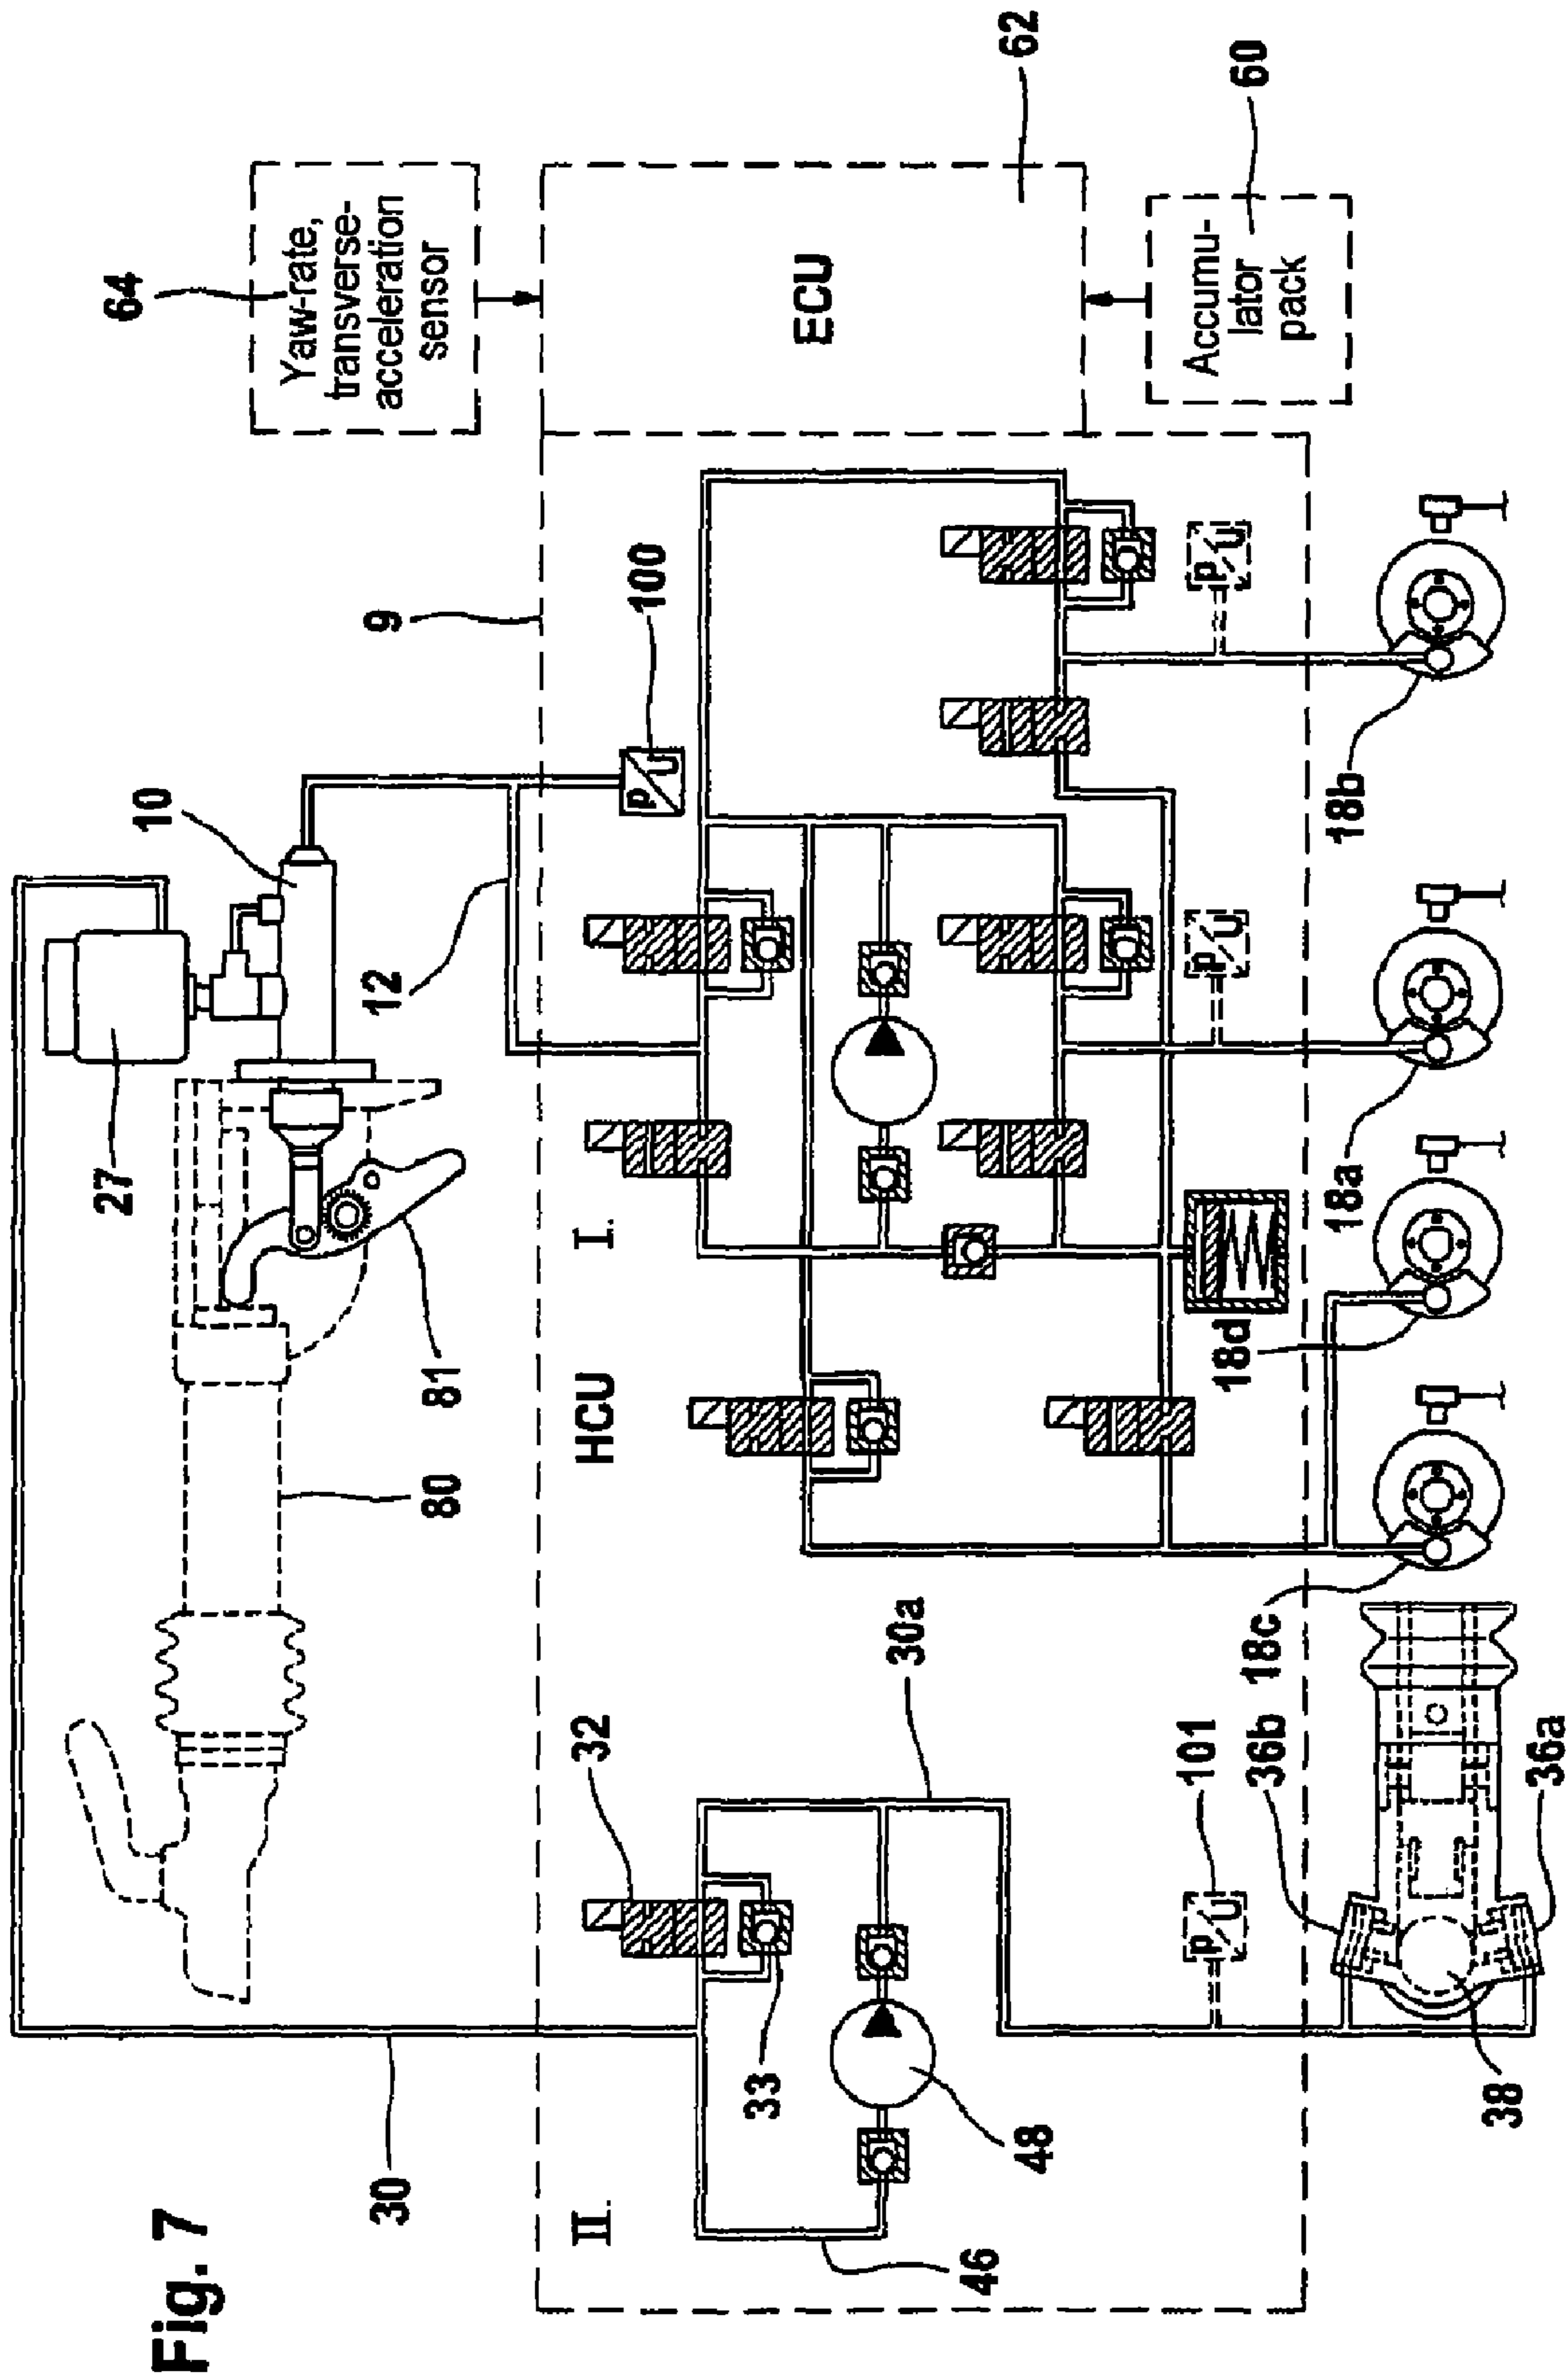 Fig. 7
27
10
64
Yaw-rate,
transverse-
acceleration
sensor
30
12
9
80
81
II.
32
HCU
I.
100
P U
33
ECU
30a
46
48
62
101
P U
P U
P U
Accumu-
lator
pack
60
18d
36b
18c
18a
18b
38
36a